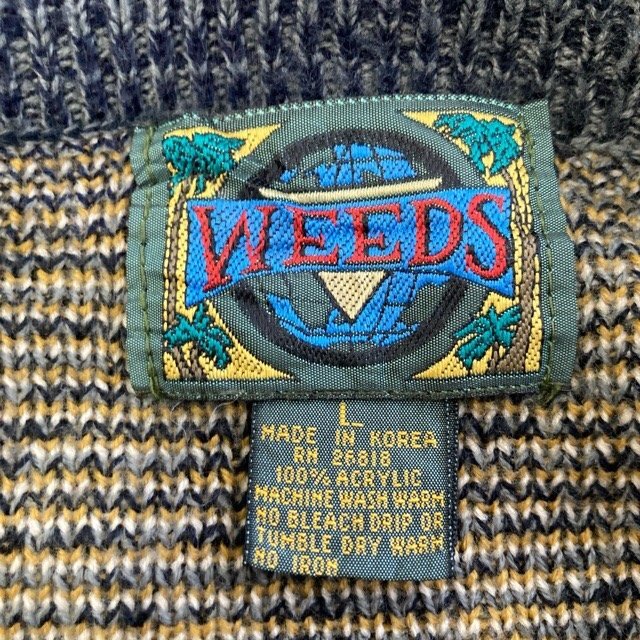 WEEDS
L
MADE IN KOREA
RN 26818
100% ACRYLIC
MACHINE WASH WARM
NO BLEACH DRIP OR
TUMBLE DRY WARM
NO IRON